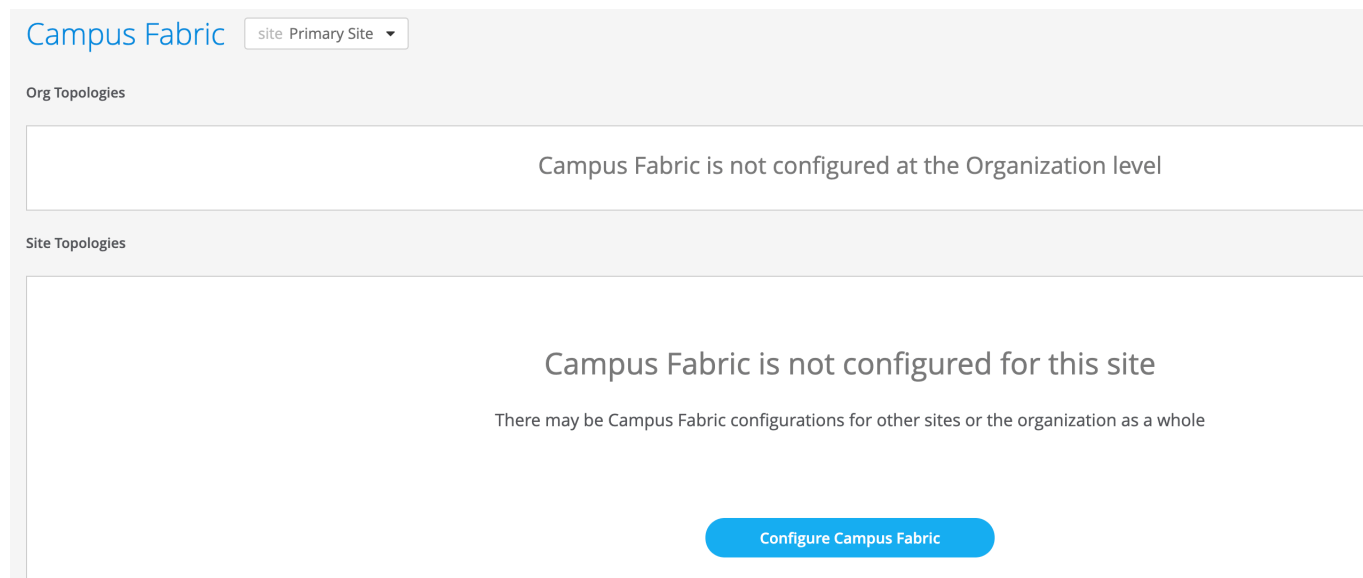 Campus Fabric
site Primary Site
Org Topologies
Campus Fabric is not configured at the Organization level
Site Topologies
Campus Fabric is not configured for this site
There may be Campus Fabric configurations for other sites or the organization as a whole
Configure Campus Fabric